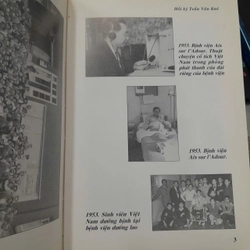 Hồi ký Trần Văn Khê
1953. Bệnh viện Aix
sur l'Adour. Thuật
chuyện cổ tích Việt
Nam trong phòng
phát thanh của đài
riêng của bệnh viện
1953. Bệnh viện
Aix sur l'Adour.
1953. Sinh viên Việt
Nam dưỡng bệnh tại
bệnh viện dưỡng lao
3